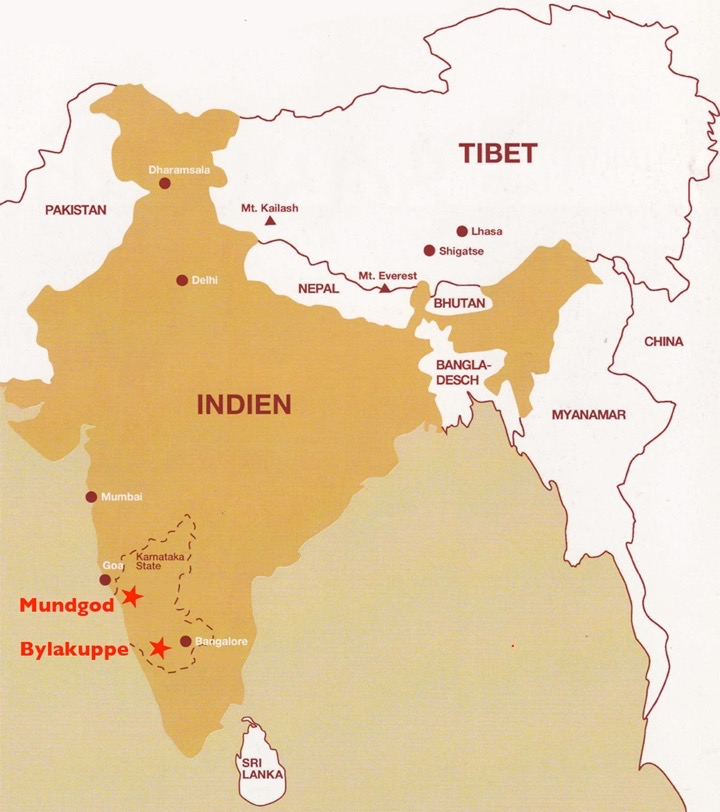 TIBET
Dharamsala
PAKISTAN
Mt. Kailash
Lhasa
Shigatse
Delhi
NEPAL
Mt. Everest
BHUTAN
CHINA
BANGLA-
DESCH
INDIEN
MYANAMAR
Mumbai
Karnataka
State
Goa
Mundgod
Bylakuppe
Bangalore
SRI
LANKA